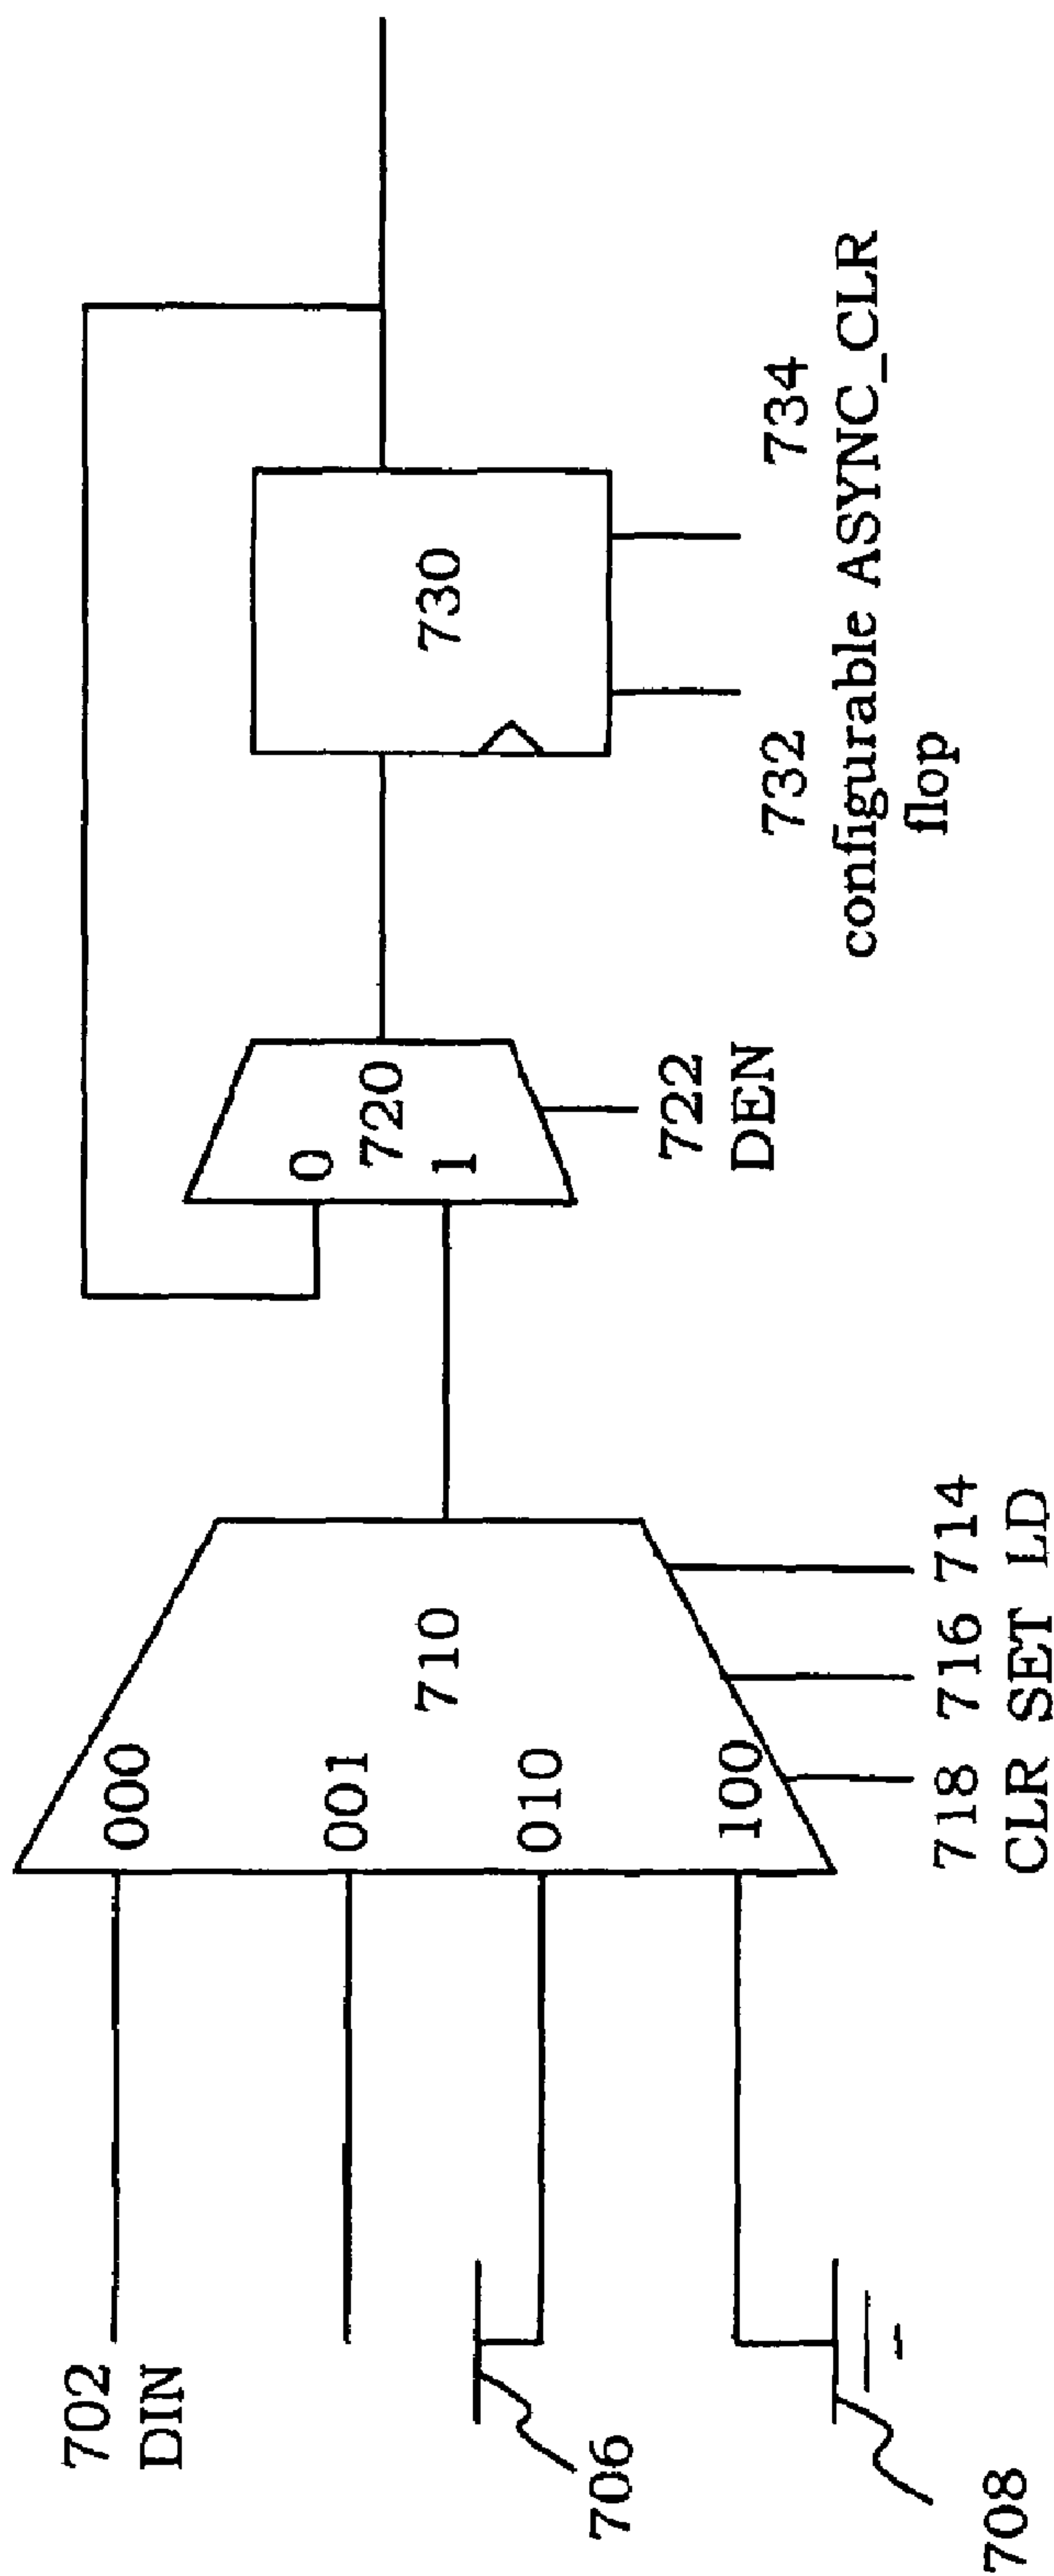 702
DIN
706
708
000
001
010
100
710
718 716 714
CLR SET LD
0
720
1
722
DEN
730
732 734
configurable ASYNC_CLR
flop